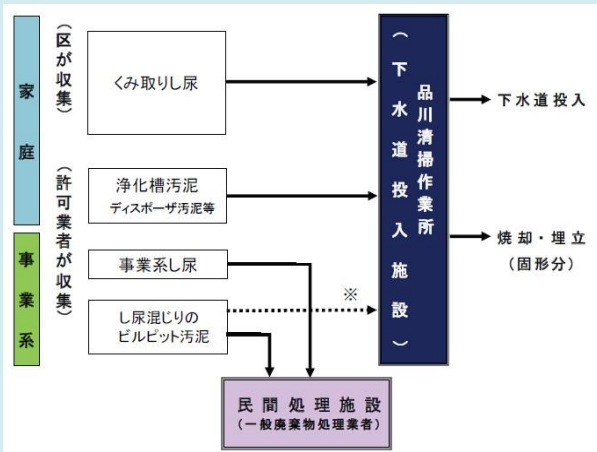 家庭
(区が収集)
くみ取りし尿
(許可業者が収集)
浄化槽汚泥
ディスポーザ汚泥等
事業系
事業系し尿
し尿混じりの
ビルピット汚泥
※
品川清掃作業所
(下水道投入施設)
下水道投入
焼却・埋立
(固形分)
民間処理施設
(一般廃棄物処理業者)